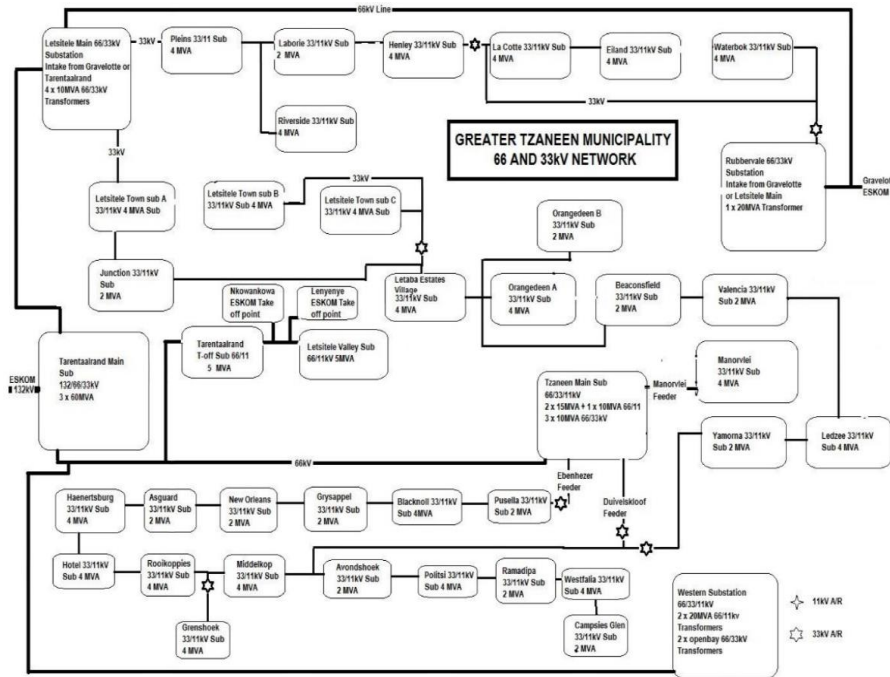 66kV Line
Letsitele Main 66/33kV
Substation
Intake from Gravelotte or
Tarentaalrand
4 x 10MVA 66/33kV
Transformers
33kV
Pleins 33/11 Sub
4 MVA
Laborie 33/11kV Sub
2 MVA
Henley 33/11kV Sub
4 MVA
La Cotte 33/11kV Sub
4 MVA
Eiland 33/11kV Sub
4 MVA
Waterbok 33/11kV Sub
4 MVA
33kV
Riverside 33/11kV Sub
4 MVA
GREATER TZANEEN MUNICIPALITY
66 AND 33kV NETWORK
33kV
Rubbervale 66/33kV
Substation
Intake from Gravelotte
or Letsitele Main
1 x 20MVA Transformer
Gravelot
ESKOM
Letsitele Town sub A
33/11kV 4 MVA Sub
Letsitele Town sub B
33/11kV Sub 4 MVA
33kV
Letsitele Town sub C
33/11kV 4 MVA Sub
Orangedeen B
33/11kV Sub
2 MVA
Junction 33/11kV
Sub
2 MVA
Letaba Estates
Village
33/11kV Sub
4 MVA
Orangedeen A
33/11kV Sub
4 MVA
Beaconsfield
33/11kV Sub
2 MVA
Valencia 33/11kV
Sub 2 MVA
Nkowankowa
ESKOM Take
off point
Lenyenye
ESKOM Take
off point
Tarentaalrand
T-off Sub 66/11
5 MVA
Letsitele Valley Sub
66/11kV 5MVA
ESKOM
132kV
Tarentaalrand Main
Sub
132/66/33kV
3 x 60MVA
Tzaneen Main Sub
66/33/11kV
2 x 15MVA + 1 x 10MVA 66/11
3 x 10MVA 66/33kV
Manorvlei
Feeder
Manorvlei
33/11kV Sub
4 MVA
Yamorna 33/11kV
Sub 2 MVA
Ledzee 33/11kV
Sub 4 MVA
66kV
Ebenhezer
Feeder
Duivelskloof
Feeder
Haenertsburg
33/11kV Sub
4 MVA
Asguard
33/11kV Sub
2 MVA
New Orleans
33/11kV Sub
2 MVA
Grysappel
33/11kV Sub
2 MVA
Blacknoll 33/11kV
Sub 4MVA
Pusella 33/11kV
Sub 2 MVA
Hotel 33/11kV
Sub 4 MVA
Rooikoppies
33/11kV Sub
4 MVA
Middelkop
33/11kV Sub
4 MVA
Avondshoek
33/11kV Sub
2 MVA
Politsi 33/11kV
Sub 4 MVA
Ramadipa
33/11kV Sub
2 MVA
Westfalia 33/11kV
Sub 4 MVA
Grenshoek
33/11kV Sub
4 MVA
Campsies Glen
33/11kV Sub
2 MVA
Western Substation
66/33/11kV
2 x 20MVA 66/11kv
Transformers
2 x openbay 66/33kV
Transformers
11kV A/R
33kV A/R